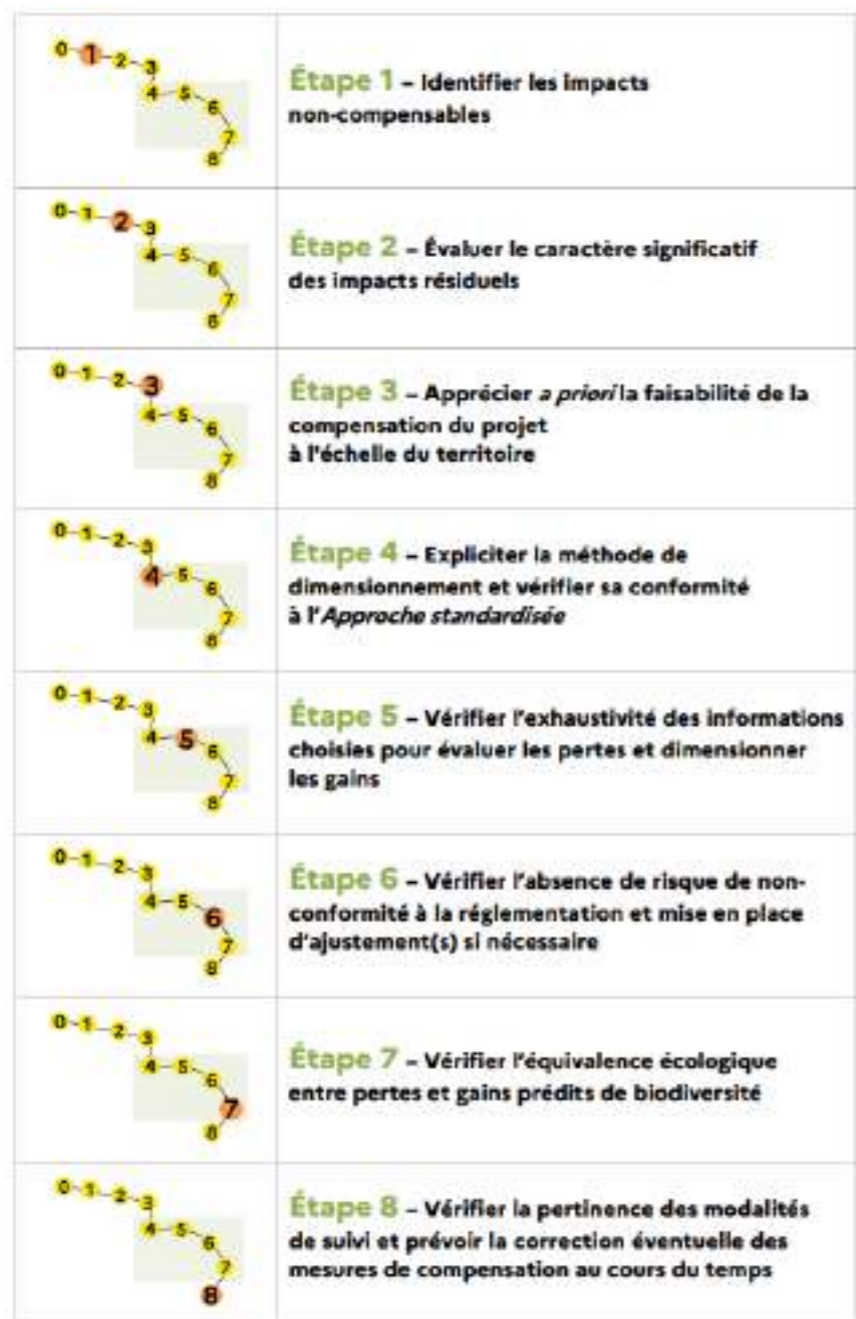 0 1 2 3
4 5 6
7
8
Étape 1 – Identifier les impacts
non-compensables
0 1 2 3
4 5 6
7
8
Étape 2 – Évaluer le caractère significatif
des impacts résiduels
0 1 2 3
4 5 6
7
8
Étape 3 – Apprécier a priori la faisabilité de la
compensation du projet
à l'échelle du territoire
0 1 2 3
4 5 6
7
8
Étape 4 – Expliciter la méthode de
dimensionnement et vérifier sa conformité
à l'Approche standardisée
0 1 2 3
4 5 6
7
8
Étape 5 – Vérifier l'exhaustivité des informations
choisies pour évaluer les pertes et dimensionner
les gains
0 1 2 3
4 5 6
7
8
Étape 6 – Vérifier l'absence de risque de non-
conformité à la réglementation et mise en place
d'ajustement(s) si nécessaire
0 1 2 3
4 5 6
7
8
Étape 7 – Vérifier l'équivalence écologique
entre pertes et gains prédits de biodiversité
0 1 2 3
4 5 6
7
8
Étape 8 – Vérifier la pertinence des modalités
de suivi et prévoir la correction éventuelle des
mesures de compensation au cours du temps